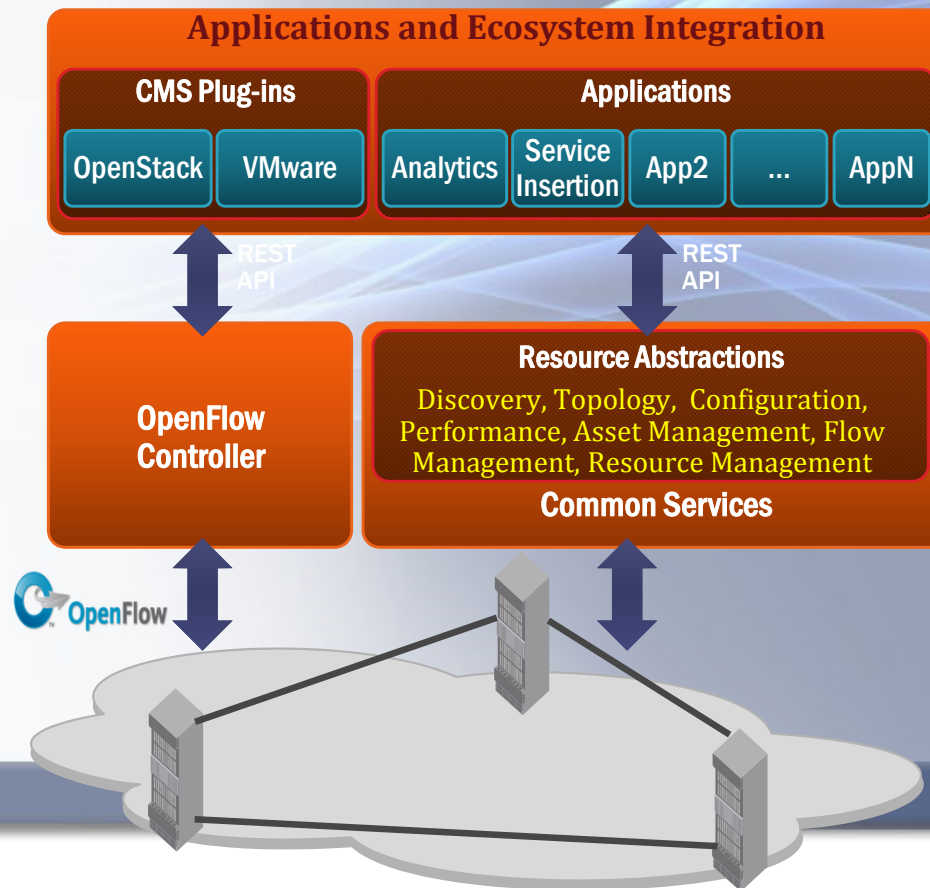 Applications and Ecosystem Integration
CMS Plug-ins
Applications
OpenStack
VMware
Analytics
Service
Insertion
App2
...
AppN
REST
API
REST
API
OpenFlow
Controller
Resource Abstractions
Discovery, Topology, Configuration,
Performance, Asset Management, Flow
Management, Resource Management
Common Services
OpenFlow